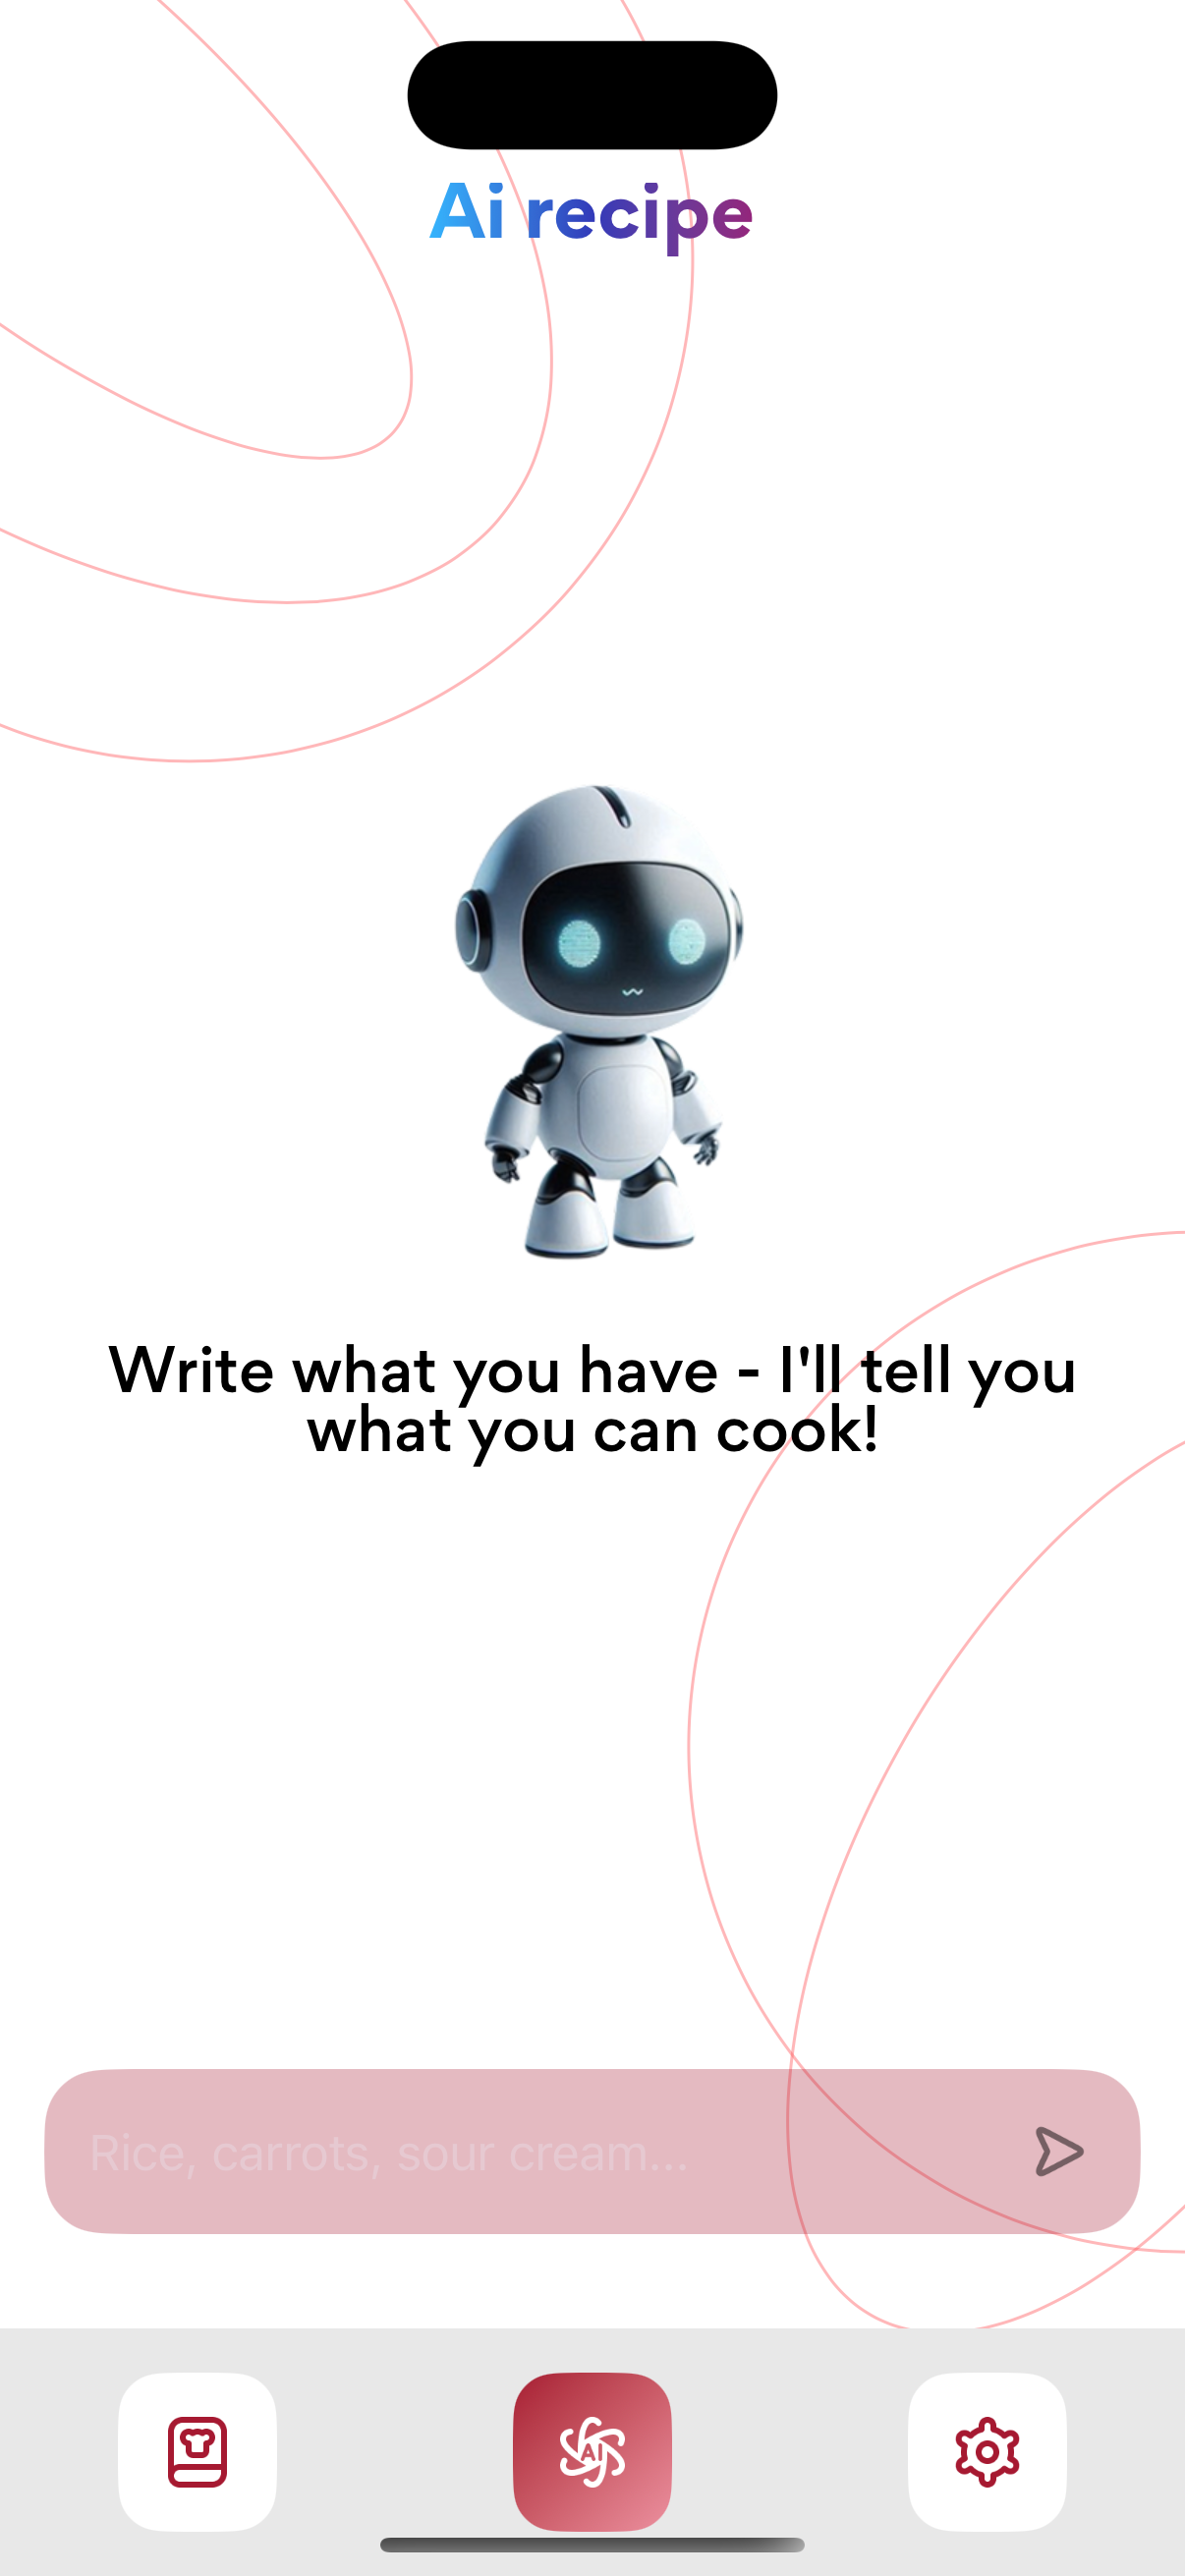 Ai recipe
Write what you have - I'll tell you
what you can cook!
Rice, carrots, sour cream...
AI